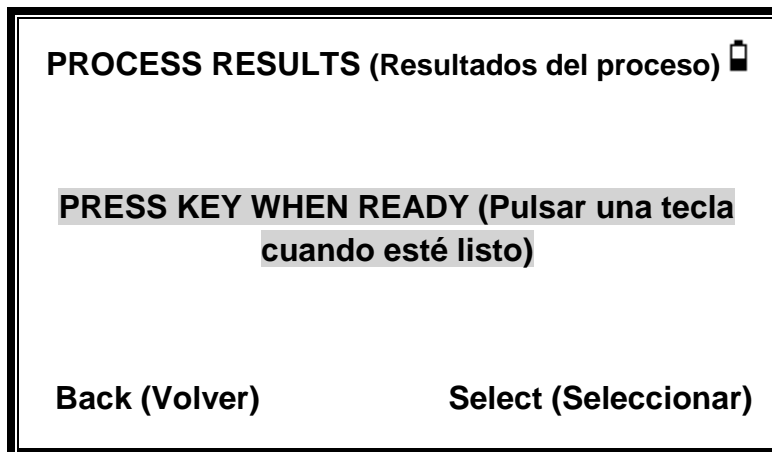 PROCESS RESULTS (Resultados del proceso)
PRESS KEY WHEN READY (Pulsar una tecla
cuando esté listo)
Back (Volver)
Select (Seleccionar)